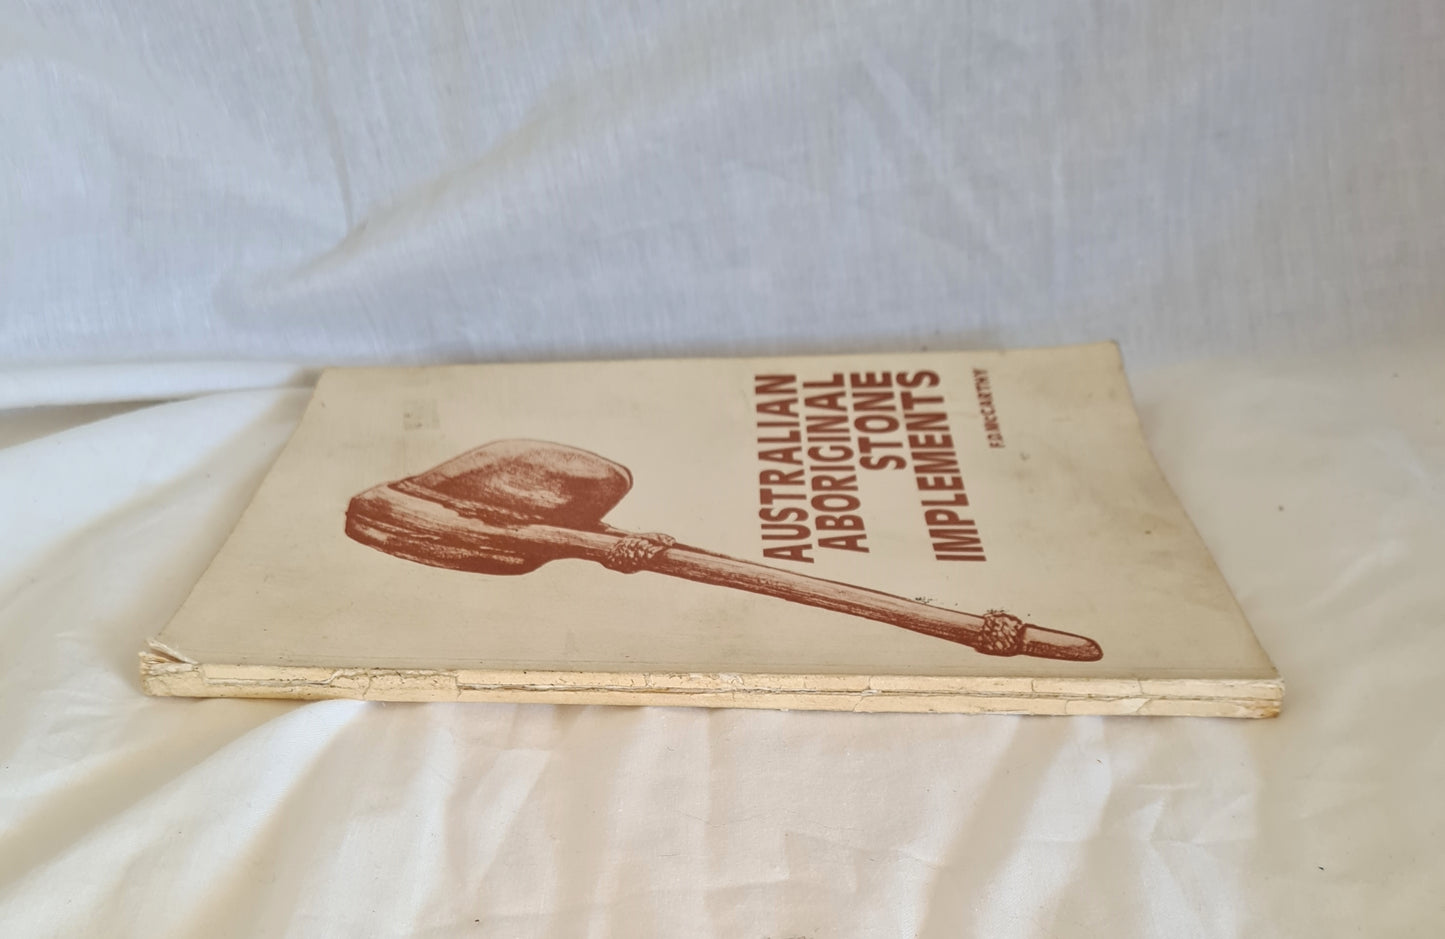 AUSTRALIAN
ABORIGINAL
STONE
IMPLEMENTS
F.D. McCARTHY